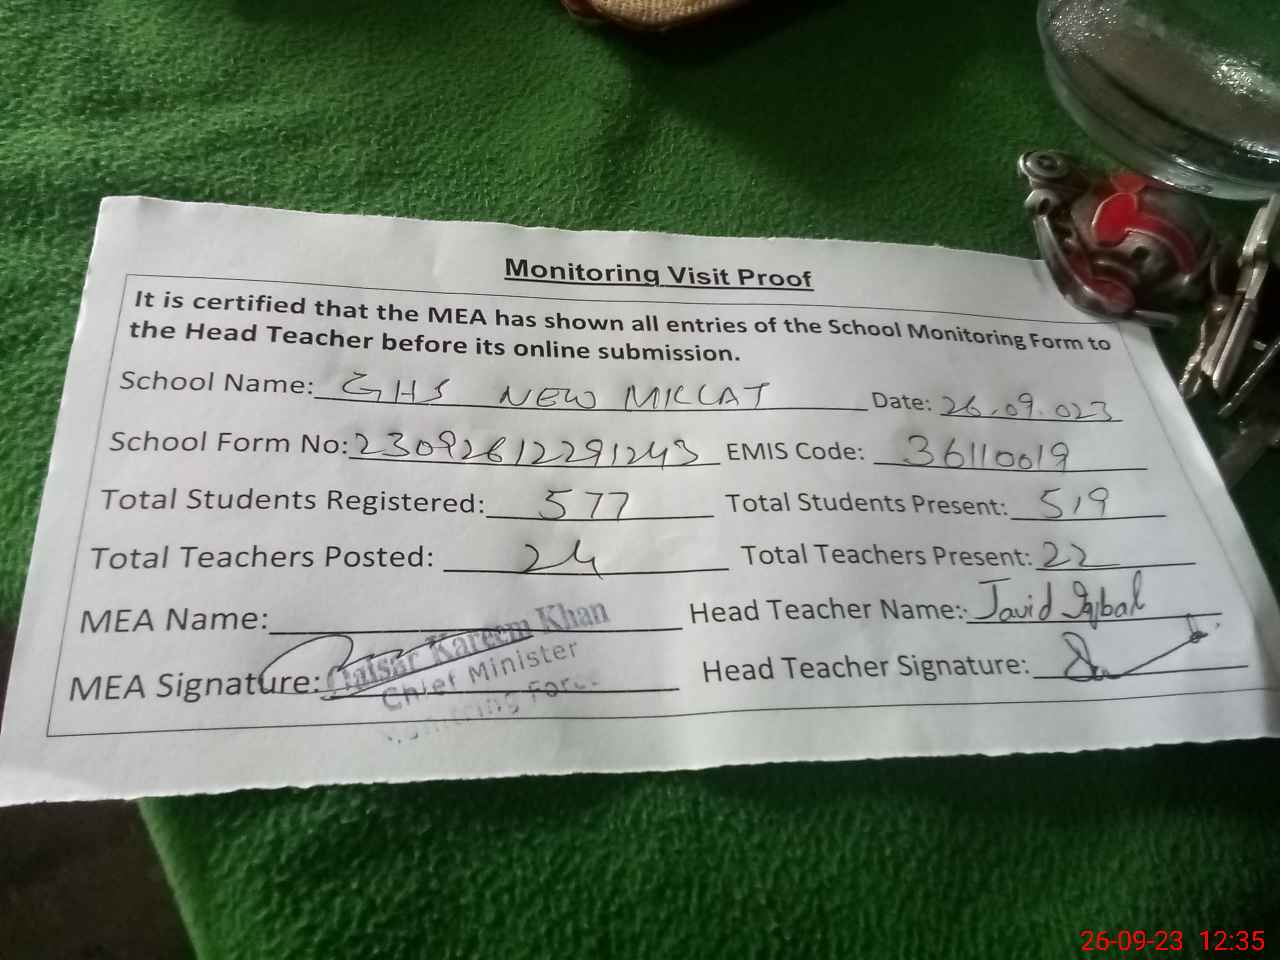 Monitoring Visit Proof
It is certified that the MEA has shown all entries of the School Monitoring Form to
the Head Teacher before its online submission.
School Name: GHS NEW MILLAT Date: 26.09.023
School Form No: 23092612291243 EMIS Code: 36110019
Total Students Registered: 577 Total Students Present: 519
Total Teachers Posted: 24 Total Teachers Present: 22
MEA Name: Head Teacher Name: Javid Iqbal
MEA Signature: Head Teacher Signature:
Qaisar Kareem Khan
Chief Minister
Monitoring Force
26-09-23 12:35